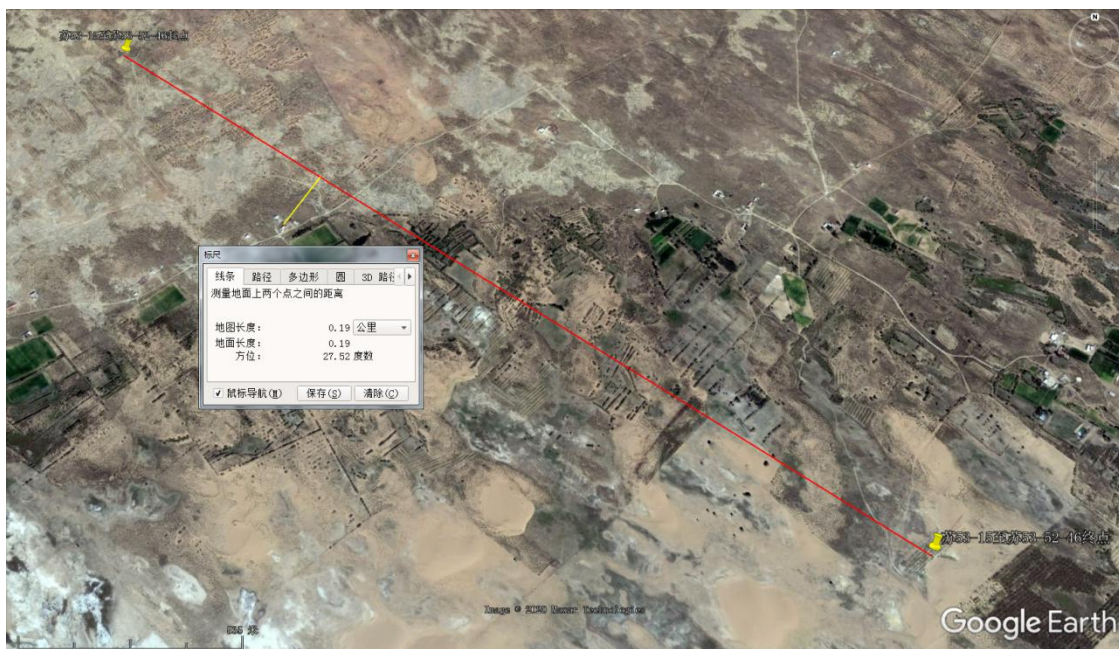 N
标尺
线条 路径 多边形 圆 3D 路径
测量地面上两个点之间的距离
地图长度： 0.19 公里
地面长度： 0.19
方位： 27.52 度数
鼠标导航(M) 保存(S) 清除(C)
终点
Image © 2020 Maxar Technologies
Google Earth